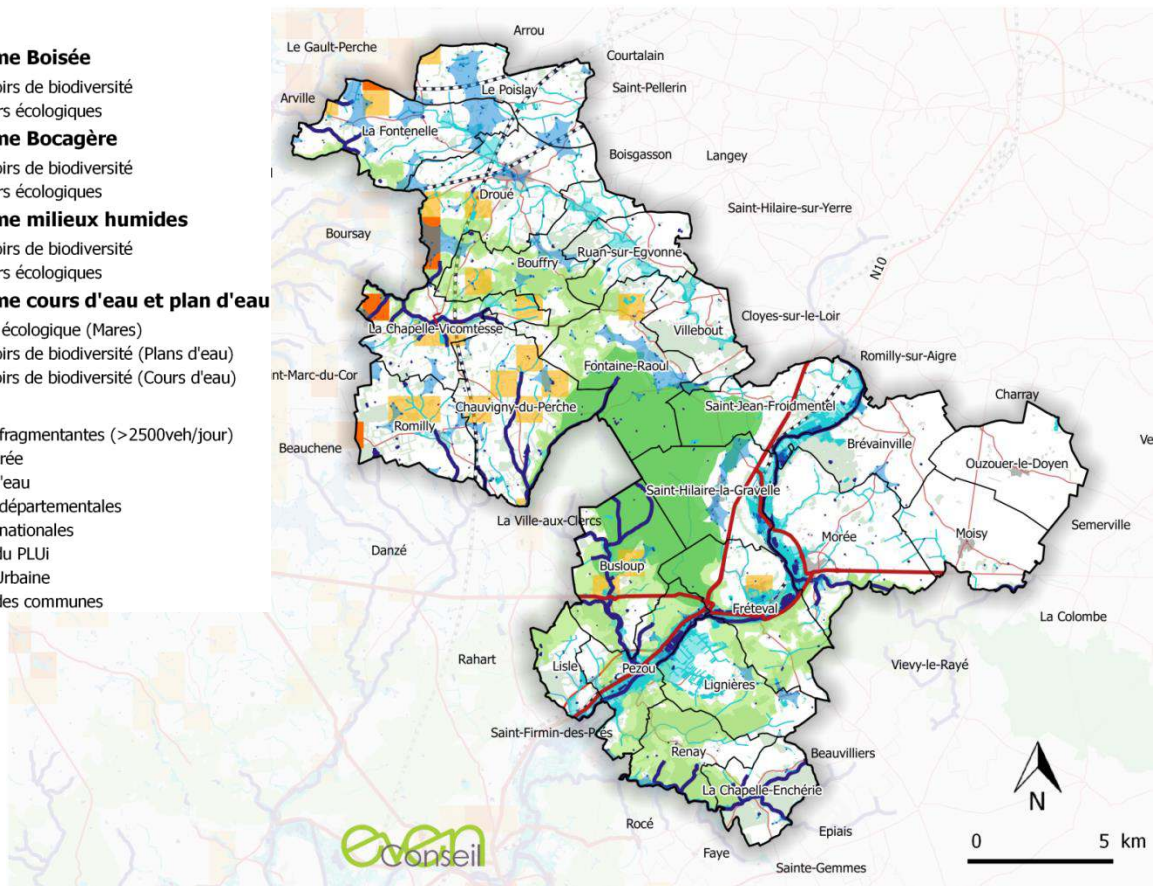 me Boisée
oirs de biodiversité
rs écologiques
me Bocagère
oirs de biodiversité
rs écologiques
me milieux humides
oirs de biodiversité
rs écologiques
me cours d'eau et plan d'eau
écologique (Mares)
oirs de biodiversité (Plans d'eau)
oirs de biodiversité (Cours d'eau)
fragmentantes (>2500veh/jour)
rée
'eau
départementales
nationales
du PLUi
Urbaine
des communes
Arrou
Le Gault-Perche
Courtalain
Le Poislay
Saint-Pellerin
Arville
La Fontenelle
Boisgasson
Langey
Droué
Saint-Hilaire-sur-Yerre
Boursay
Ruan-sur-Egvonne
Bouffry
N10
Cloyes-sur-le-Loir
La Chapelle-Vicomtesse
Villebout
Romilly-sur-Aigre
Fontaine-Raoul
nt-Marc-du-Cor
Charray
Chauvigny-du-Perche
Saint-Jean-Froidmentel
Romilly
Brévainville
Ve
Beauchene
Ouzouer-le-Doyen
Saint-Hilaire-la-Gravelle
La Ville-aux-Clercs
Semerville
Morée
Moisy
Danzé
Busloup
Fréteval
La Colombe
Rahart
Lisle
Pezou
Vievy-le-Rayé
Lignières
Saint-Firmin-des-Prés
Renay
Beauvilliers
La Chapelle-Enchérie
Rocé
Epiais
Faye
Sainte-Gemmes
even
Conseil
N
0 5 km